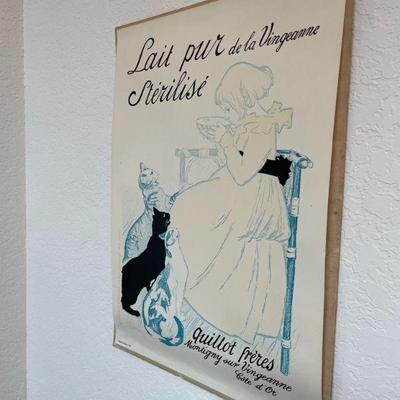 Lait pur de la Vingeanne
Stérilisé
Quillot frères
Montigny sur Vingeanne
Côte d'Or